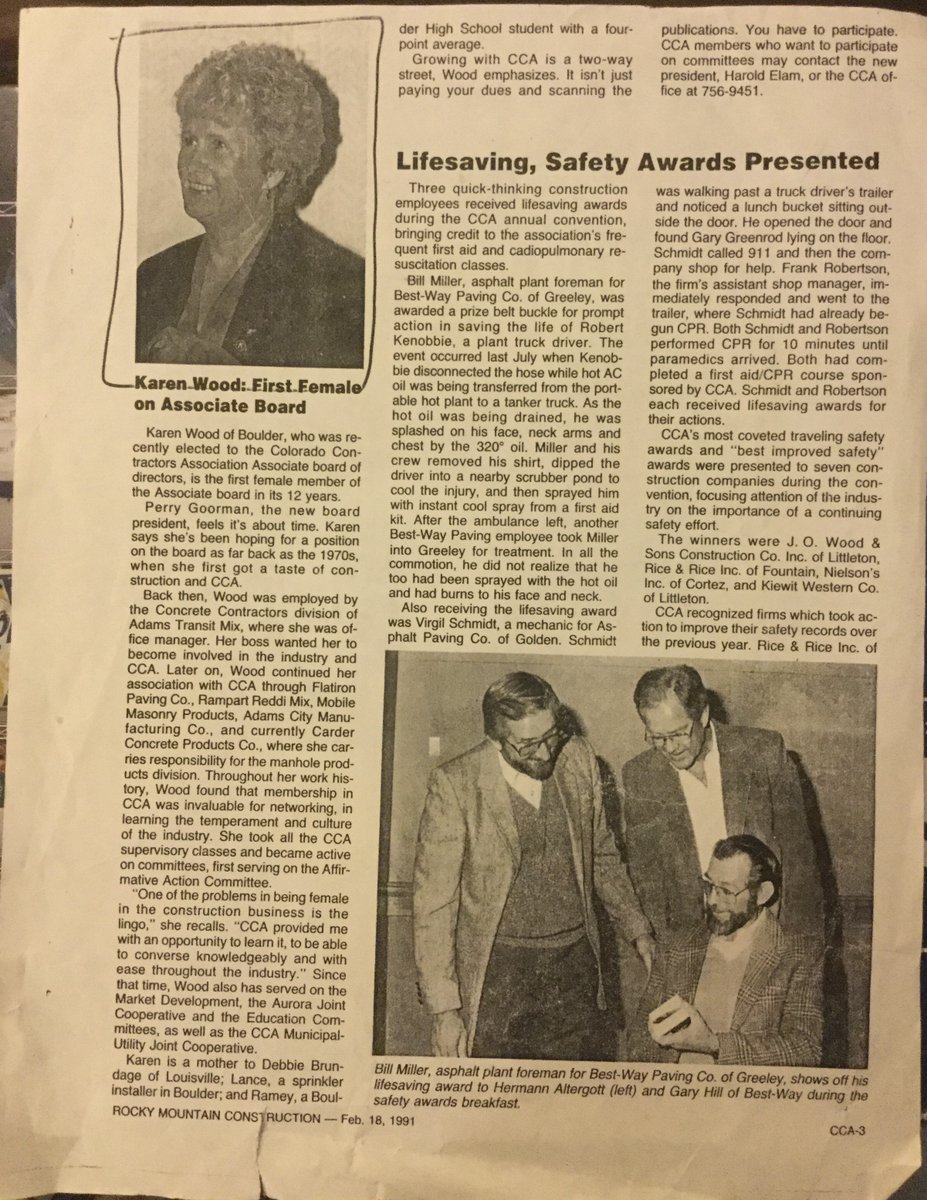 Karen Wood: First Female
on Associate Board
Karen Wood of Boulder, who was re-
cently elected to the Colorado Con-
tractors Association Associate board of
directors, is the first female member of
the Associate board in its 12 years.
Perry Goorman, the new board
president, feels it's about time. Karen
says she's been hoping for a position
on the board as far back as the 1970s,
when she first got a taste of con-
struction and CCA.
Back then, Wood was employed by
the Concrete Contractors division of
Adams Transit Mix, where she was of-
fice manager. Her boss wanted her to
become involved in the industry and
CCA. Later on, Wood continued her
association with CCA through Flatiron
Paving Co., Rampart Reddi Mix, Mobile
Masonry Products, Adams City Manu-
facturing Co., and currently Carder
Concrete Products Co., where she car-
ries responsibility for the manhole prod-
ucts division. Throughout her work his-
tory, Wood found that membership in
CCA was invaluable for networking, in
learning the temperament and culture
of the industry. She took all the CCA
supervisory classes and became active
on committees, first serving on the Affir-
mative Action Committee.
"One of the problems in being female
in the construction business is the
lingo," she recalls. "CCA provided me
with an opportunity to learn it, to be able
to converse knowledgeably and with
ease throughout the industry." Since
that time, Wood also has served on the
Market Development, the Aurora Joint
Cooperative and the Education Com-
mittees, as well as the CCA Municipal-
Utility Joint Cooperative.
Karen is a mother to Debbie Brun-
dage of Louisville; Lance, a sprinkler
installer in Boulder; and Ramey, a Boul-
der High School student with a four-
point average.
Growing with CCA is a two-way
street, Wood emphasizes. It isn't just
paying your dues and scanning the
publications. You have to participate.
CCA members who want to participate
on committees may contact the new
president, Harold Elam, or the CCA of-
fice at 756-9451.
Lifesaving, Safety Awards Presented
Three quick-thinking construction
employees received lifesaving awards
during the CCA annual convention,
bringing credit to the association's fre-
quent first aid and cadiopulmonary re-
suscitation classes.
Bill Miller, asphalt plant foreman for
Best-Way Paving Co. of Greeley, was
awarded a prize belt buckle for prompt
action in saving the life of Robert
Kenobbie, a plant truck driver. The
event occurred last July when Kenob-
bie disconnected the hose while hot AC
oil was being transferred from the port-
able hot plant to a tanker truck. As the
hot oil was being drained, he was
splashed on his face, neck arms and
chest by the 320° oil. Miller and his
crew removed his shirt, dipped the
driver into a nearby scrubber pond to
cool the injury, and then sprayed him
with instant cool spray from a first aid
kit. After the ambulance left, another
Best-Way Paving employee took Miller
into Greeley for treatment. In all the
commotion, he did not realize that he
too had been sprayed with the hot oil
and had burns to his face and neck.
Also receiving the lifesaving award
was Virgil Schmidt, a mechanic for As-
phalt Paving Co. of Golden. Schmidt
was walking past a truck driver's trailer
and noticed a lunch bucket sitting out-
side the door. He opened the door and
found Gary Greenrod lying on the floor.
Schmidt called 911 and then the com-
pany shop for help. Frank Robertson,
the firm's assistant shop manager, im-
mediately responded and went to the
trailer, where Schmidt had already be-
gun CPR. Both Schmidt and Robertson
performed CPR for 10 minutes until
paramedics arrived. Both had com-
pleted a first aid/CPR course spon-
sored by CCA. Schmidt and Robertson
each received lifesaving awards for
their actions.
CCA's most coveted traveling safety
awards and "best improved safety"
awards were presented to seven con-
struction companies during the con-
vention, focusing attention of the indus-
try on the importance of a continuing
safety effort.
The winners were J. O. Wood &
Sons Construction Co. Inc. of Littleton,
Rice & Rice Inc. of Fountain, Nielson's
Inc. of Cortez, and Kiewit Western Co.
of Littleton.
CCA recognized firms which took ac-
tion to improve their safety records over
the previous year. Rice & Rice Inc. of
Bill Miller, asphalt plant foreman for Best-Way Paving Co. of Greeley, shows off his
lifesaving award to Hermann Altergott (left) and Gary Hill of Best-Way during the
safety awards breakfast.
ROCKY MOUNTAIN CONSTRUCTION — Feb. 18, 1991
CCA-3